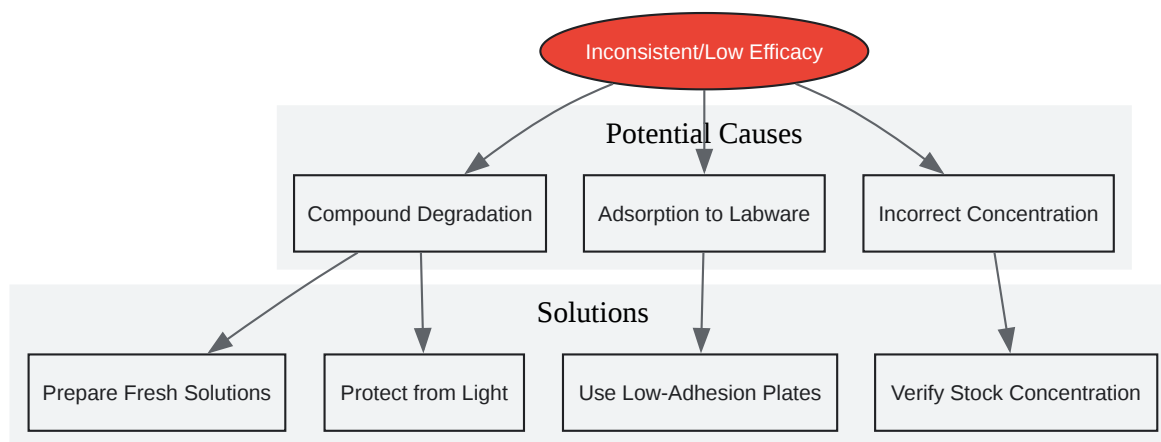 Inconsistent/Low Efficacy
Potential Causes
Compound Degradation
Adsorption to Labware
Incorrect Concentration
Solutions
Prepare Fresh Solutions
Protect from Light
Use Low-Adhesion Plates
Verify Stock Concentration